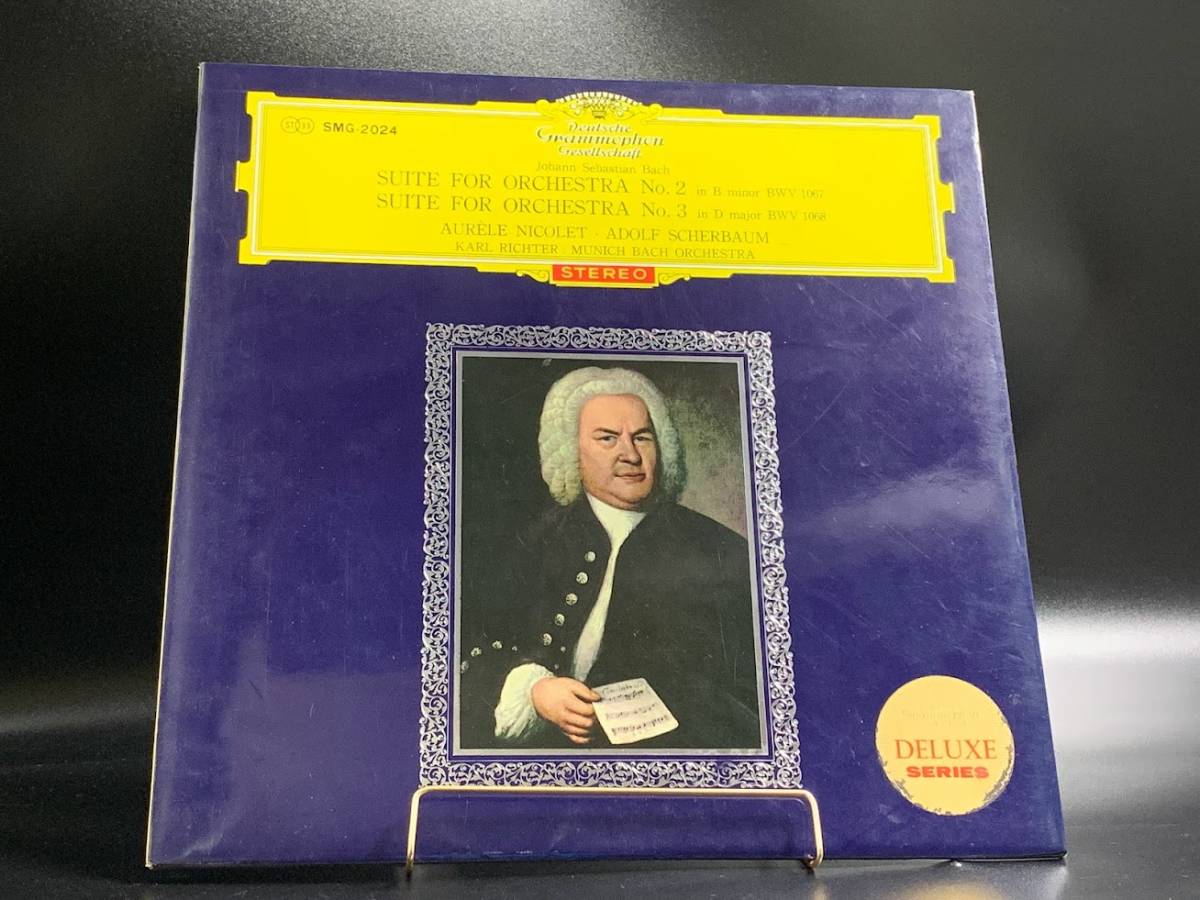 STEREO SMG-2024
Deutsche
Grammophon
Gesellschaft
Johann Sebastian Bach
SUITE FOR ORCHESTRA No. 2 in B minor BWV 1067
SUITE FOR ORCHESTRA No. 3 in D major BWV 1068
AURÈLE NICOLET · ADOLF SCHERBAUM
KARL RICHTER : MUNICH BACH ORCHESTRA
STEREO
Grammophon
DELUXE
SERIES